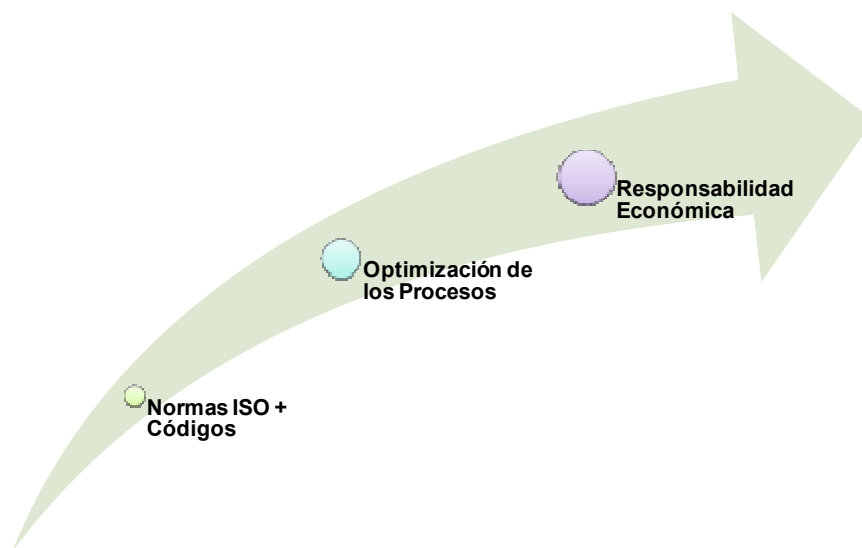 Responsabilidad
Económica
Optimización de
los Procesos
Normas ISO +
Códigos